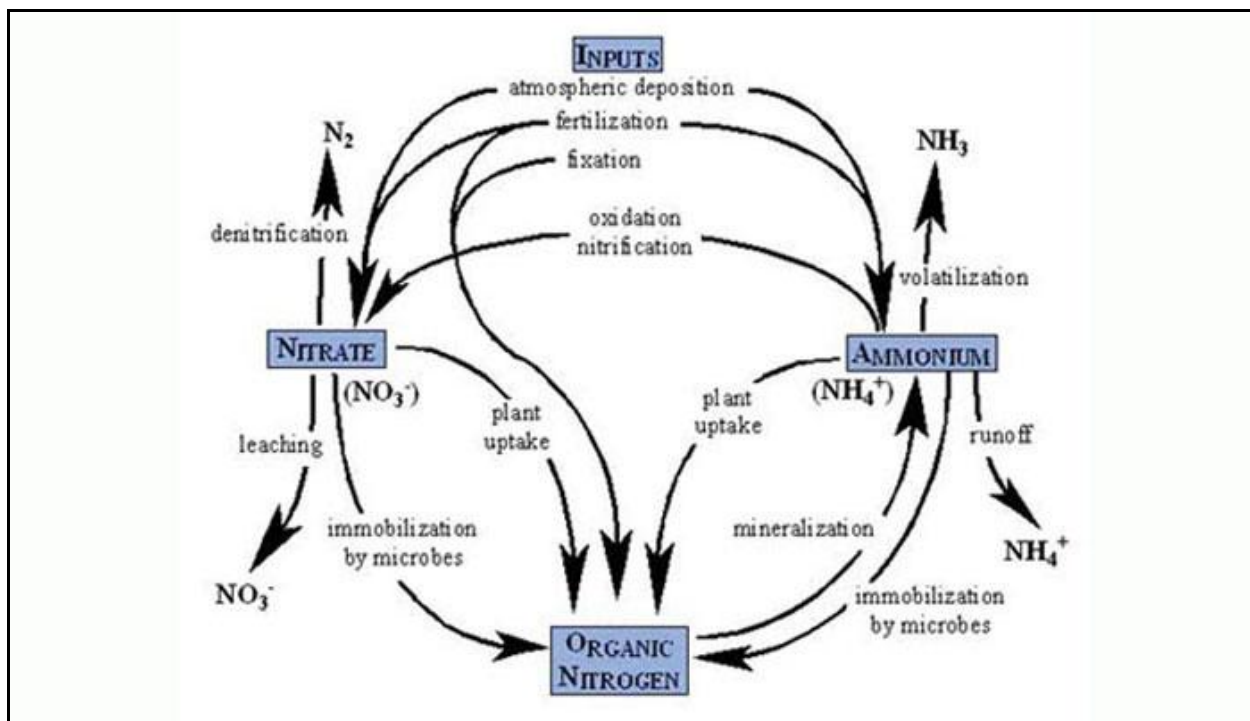 INPUTS
atmospheric deposition
fertilization
fixation
N₂
NH₃
denitrification
oxidation
nitrification
volatilization
NITRATE
(NO₃⁻)
AMMONIUM
(NH₄⁺)
plant
uptake
plant
uptake
leaching
runoff
immobilization
by microbes
mineralization
NO₃⁻
NH₄⁺
immobilization
by microbes
ORGANIC
NITROGEN